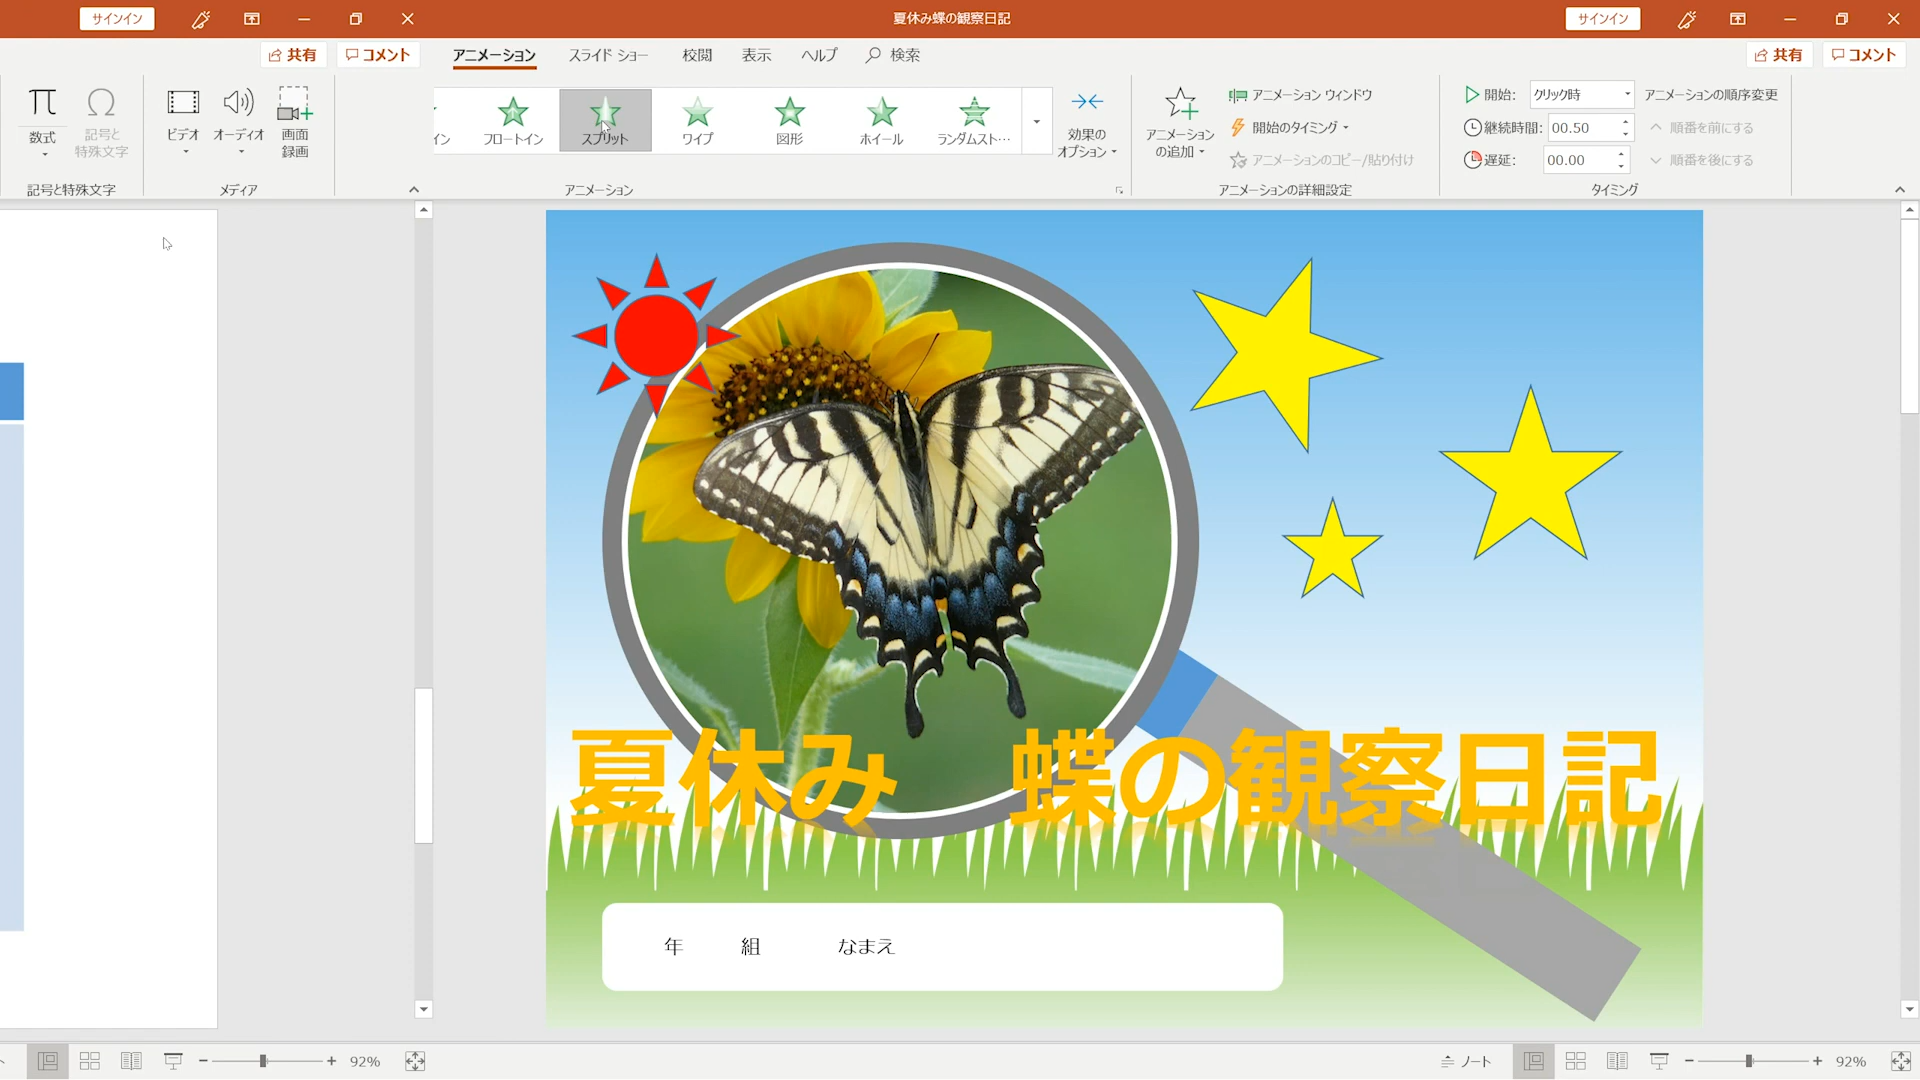 サインイン
夏休み蝶の観察日記
サインイン
共有
コメント
アニメーション
スライド ショー
校閲
表示
ヘルプ
検索
共有
コメント
数式
記号と
特殊文字
ビデオ
オーディオ
画面
録画
イン
フロートイン
スプリット
ワイプ
図形
ホイール
ランダムスト…
効果の
オプション
アニメーション
の追加
アニメーション ウィンドウ
開始のタイミング
アニメーションのコピー/貼り付け
開始:
クリック時
継続時間:
00.50
遅延:
00.00
アニメーションの順序変更
順番を前にする
順番を後にする
記号と特殊文字
メディア
アニメーション
アニメーションの詳細設定
タイミング
夏休み 蝶の観察日記
年 組 なまえ
92%
ノート
92%